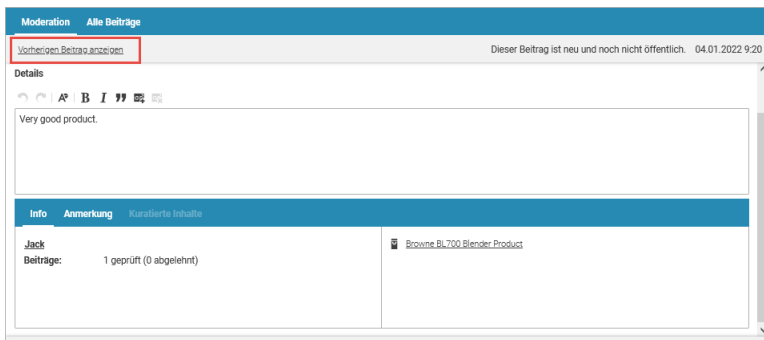 Moderation Alle Beiträge
Vorherigen Beitrag anzeigen Dieser Beitrag ist neu und noch nicht öffentlich. 04.01.2022 9:20
Details
B I
Very good product.
Info Anmerkung Kuratierte Inhalte
Jack Browne BL700 Blender Product
Beiträge: 1 geprüft (0 abgelehnt)